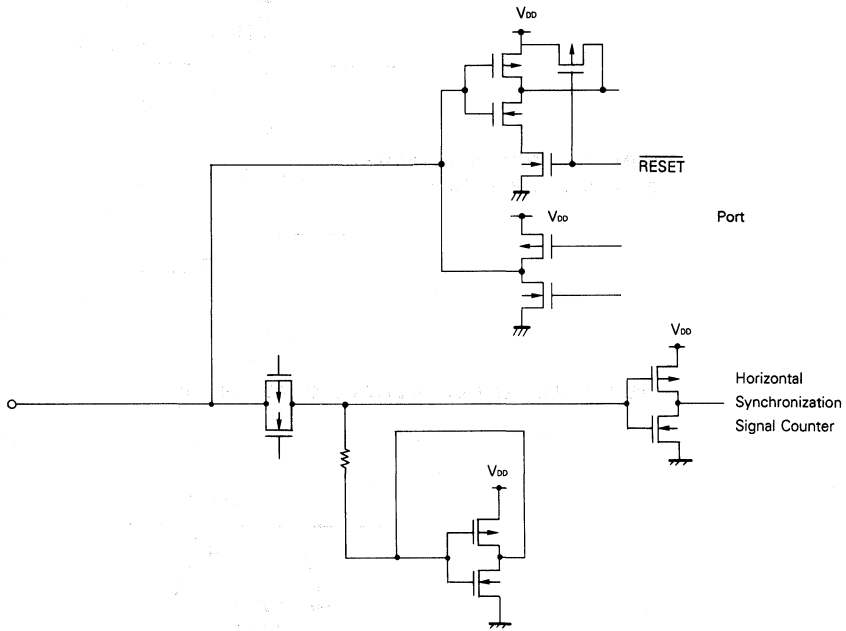 VDD
RESET
VDD
Port
VDD
Horizontal
Synchronization
Signal Counter
VDD